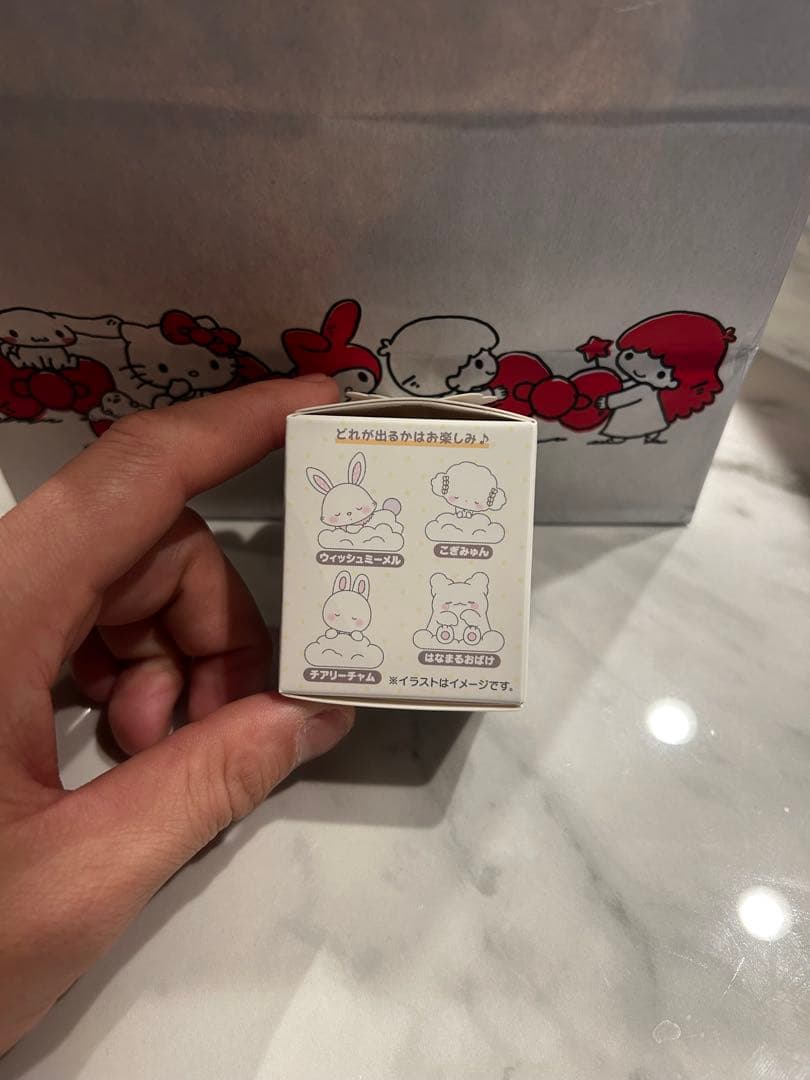 どれが出るかはお楽しみ♪
ウィッシュミーメル
こぎみゅん
チアリーチャム
はなまるおばけ
※イラストはイメージです。